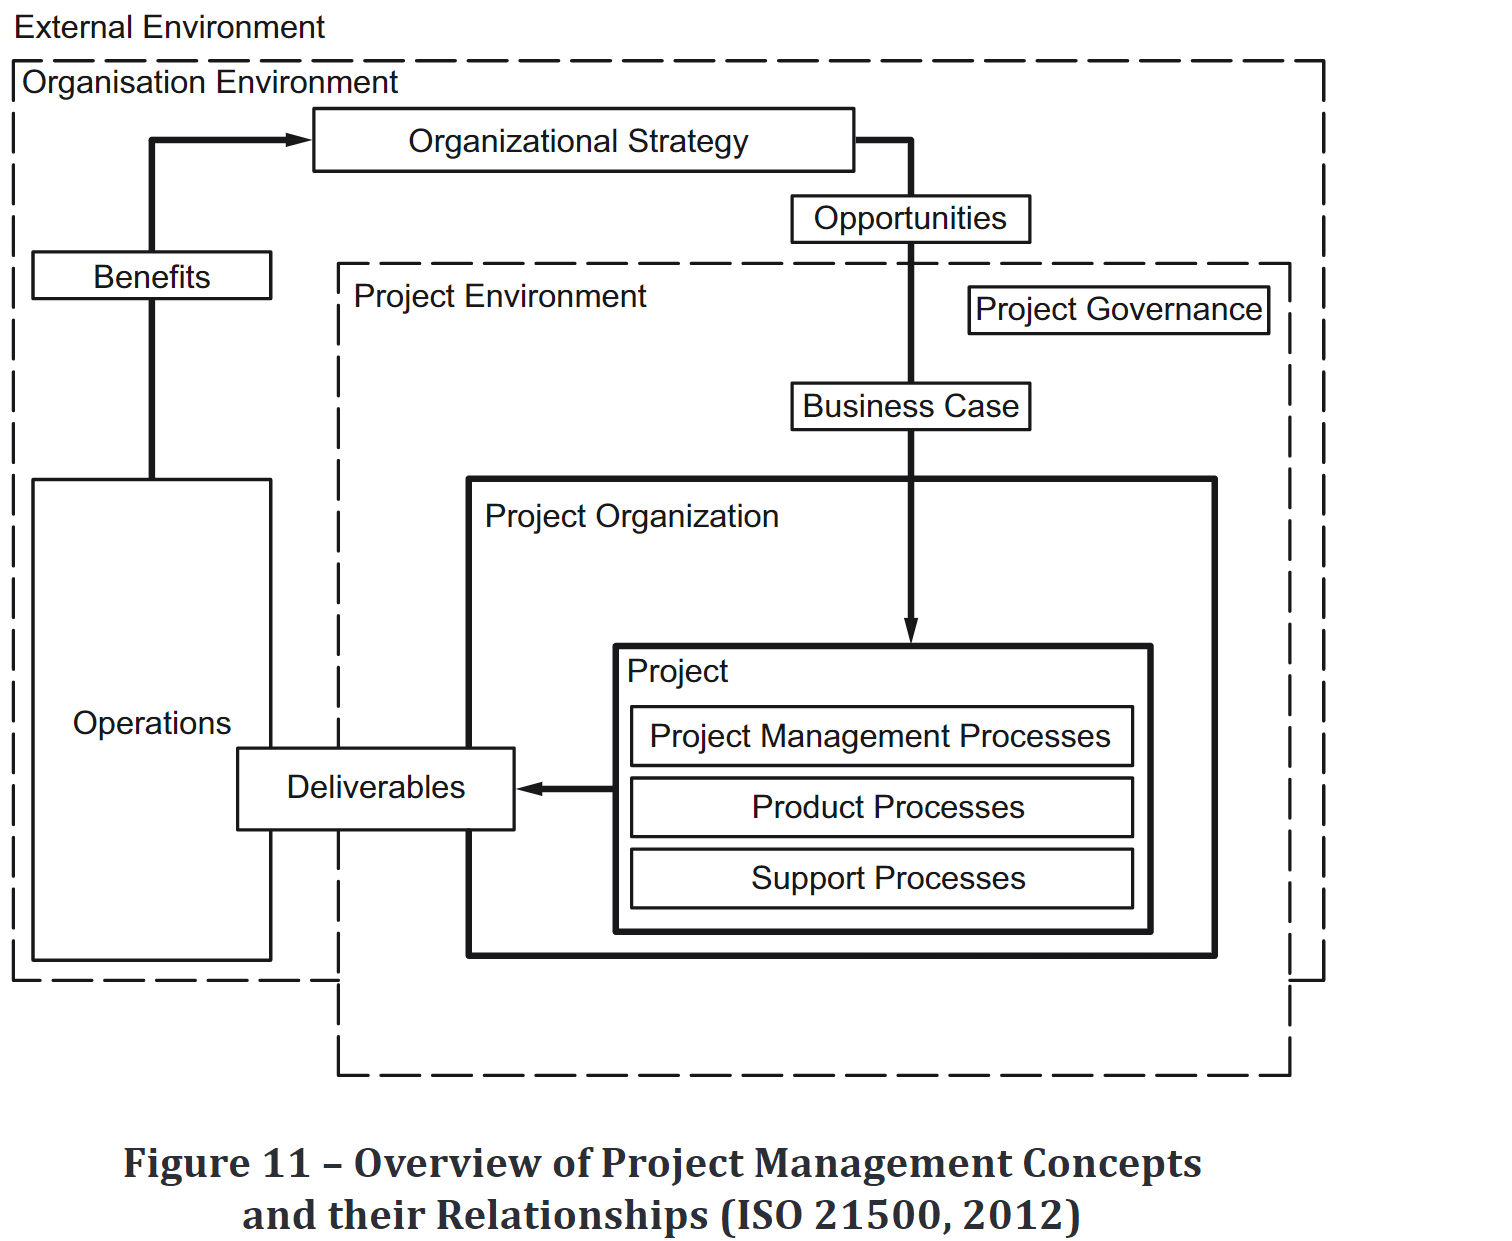 External Environment
Organisation Environment
Organizational Strategy
Opportunities
Benefits
Project Environment
Project Governance
Business Case
Project Organization
Project
Operations
Project Management Processes
Deliverables
Product Processes
Support Processes
Figure 11 – Overview of Project Management Concepts
and their Relationships (ISO 21500, 2012)